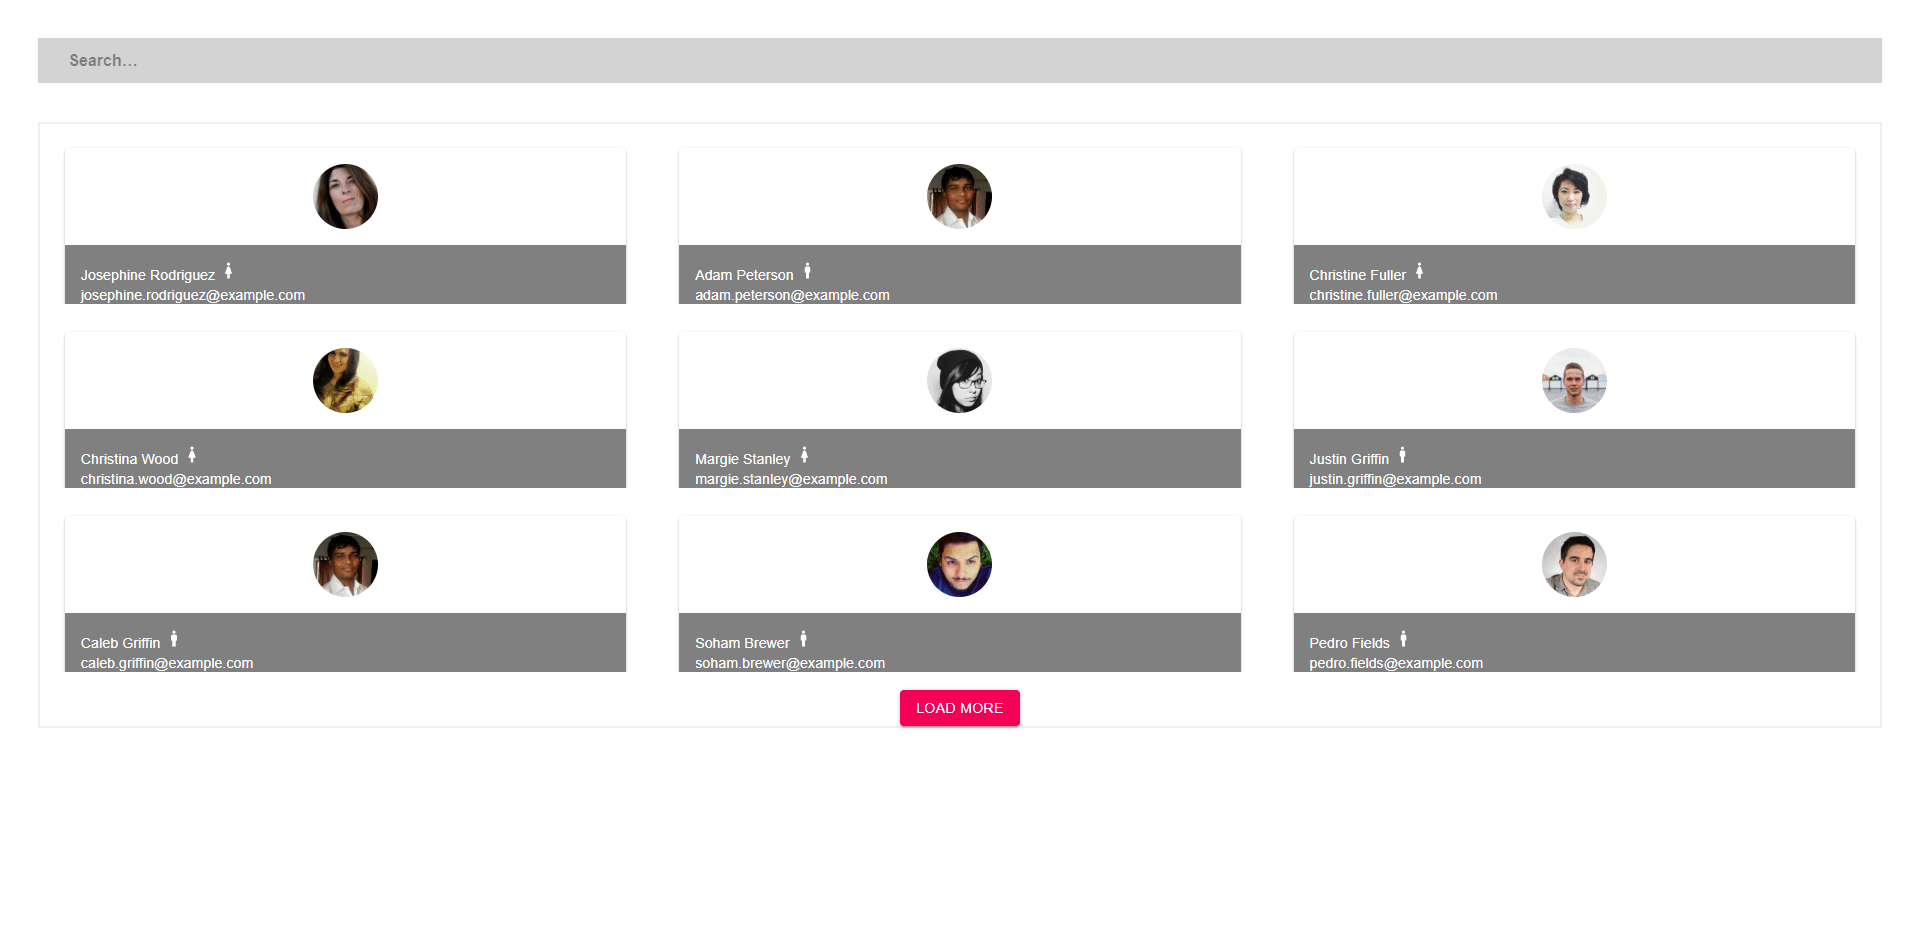 Search...
Josephine Rodriguez
josephine.rodriguez@example.com
Adam Peterson
adam.peterson@example.com
Christine Fuller
christine.fuller@example.com
Christina Wood
christina.wood@example.com
Margie Stanley
margie.stanley@example.com
Justin Griffin
justin.griffin@example.com
Caleb Griffin
caleb.griffin@example.com
Soham Brewer
soham.brewer@example.com
Pedro Fields
pedro.fields@example.com
LOAD MORE